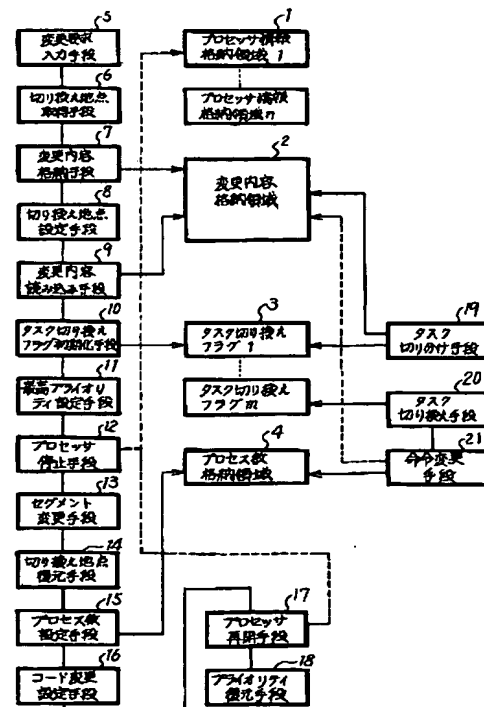 5
変更要求
入力手段
6
切り換え地点
取得手段
7
変更内容
格納手段
8
切り換え地点
設定手段
9
変更内容
読み込み手段
10
タスク切り換え
フラグ初期化手段
11
最高プライオリ
ティ設定手段
12
プロセッサ
停止手段
13
セグメント
変更手段
14
切り換え地点
復元手段
15
プロセス数
設定手段
16
コード変更
設定手段
1
プロセッサ情報
格納領域1
プロセッサ情報
格納領域n
2
変更内容
格納領域
3
タスク切り換え
フラグ1
タスク切り換え
フラグm
4
プロセス数
格納領域
17
プロセッサ
再開手段
18
プライオリティ
復元手段
19
タスク
切り分け手段
20
タスク
切り換え手段
21
命令変更
手段